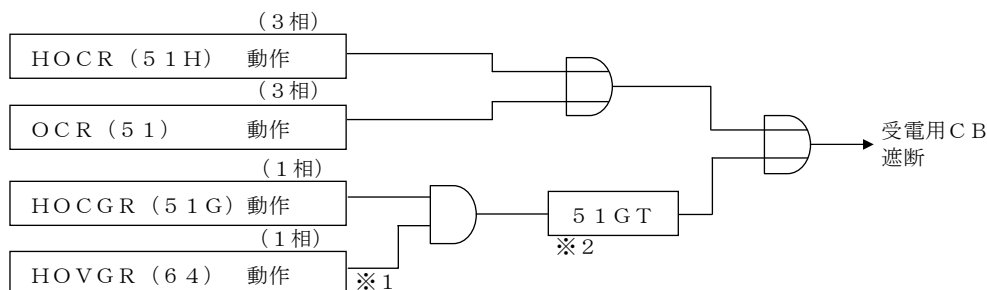 （３相）
ＨＯＣＲ（５１Ｈ） 動作
（３相）
ＯＣＲ（５１） 動作
（１相）
ＨＯＣＧＲ（５１Ｇ）動作
（１相）
ＨＯＶＧＲ（６４） 動作
※１
５１ＧＴ
※２
受電用ＣＢ
遮断